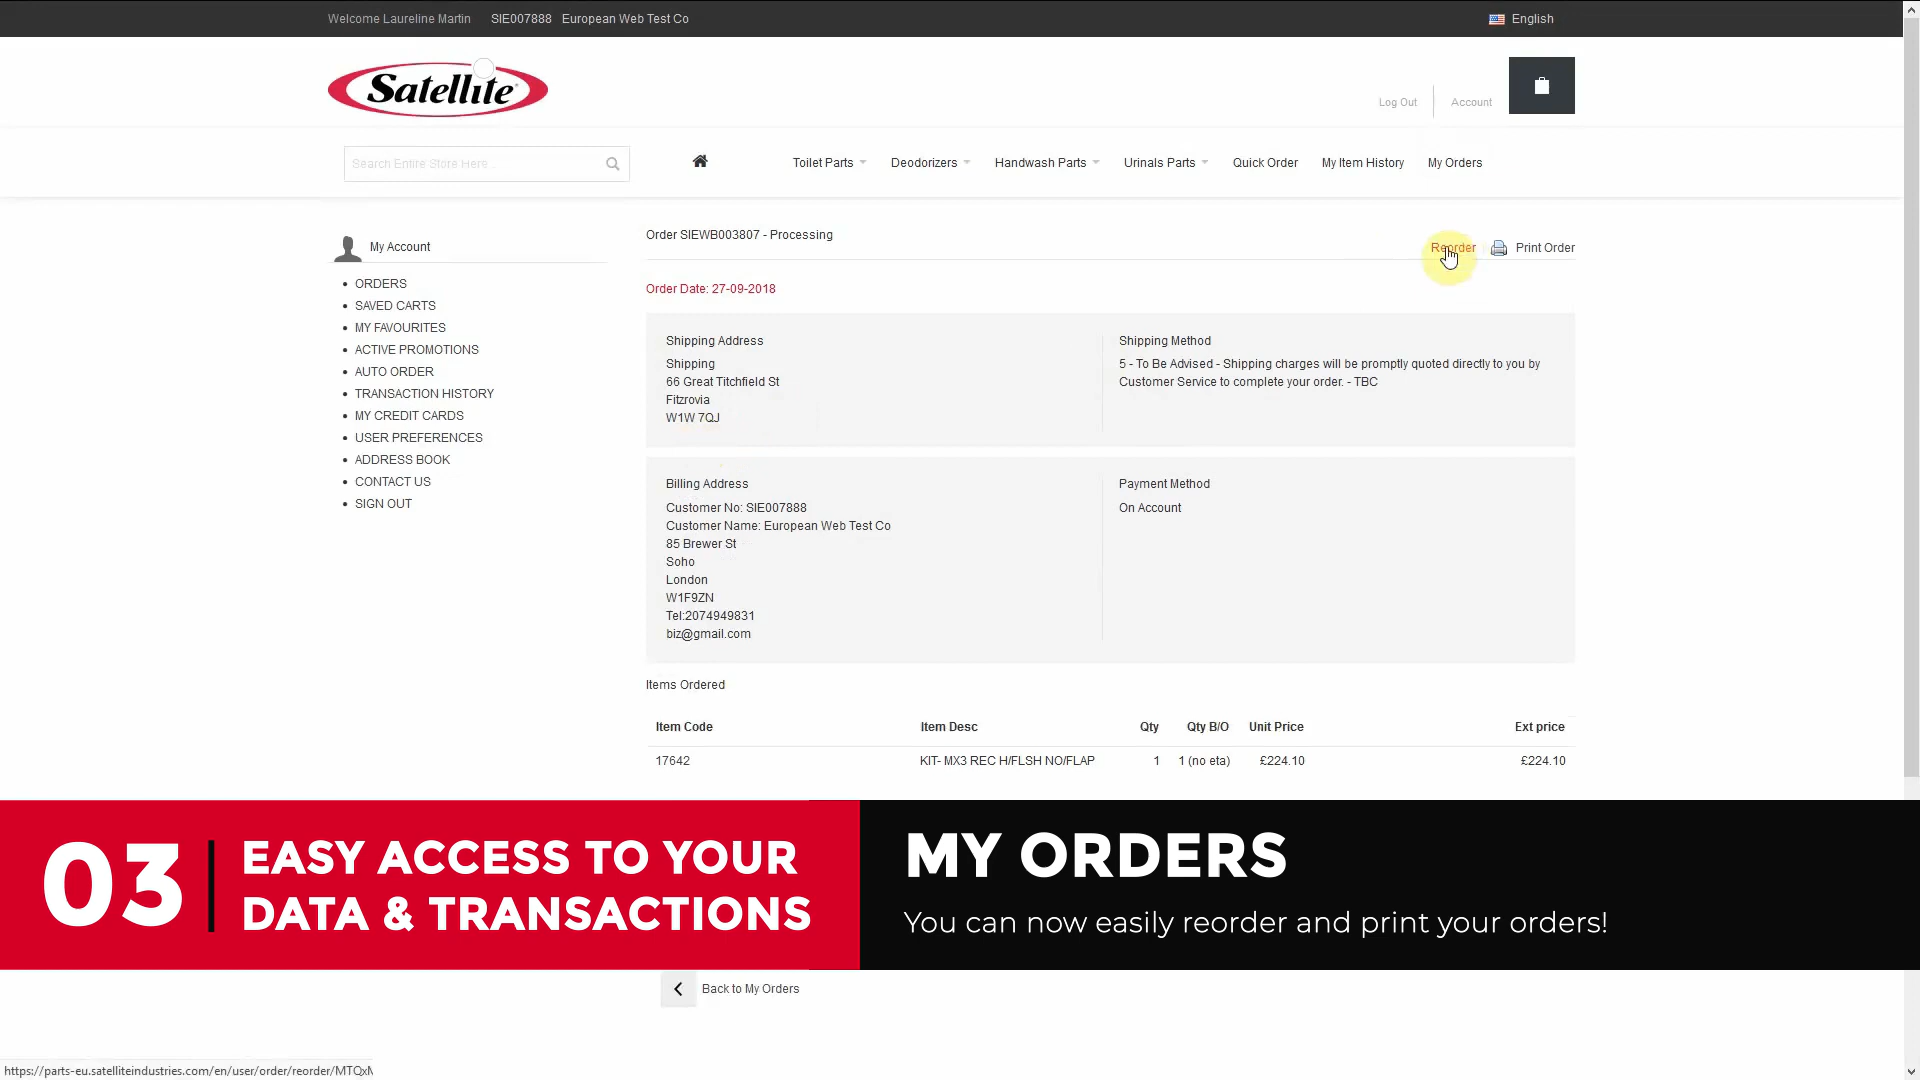 Welcome Laureline Martin SIE007888 European Web Test Co English
Satellite
Log Out Account
Search Entire Store Here ...
Toilet Parts Deodorizers Handwash Parts Urinals Parts Quick Order My Item History My Orders
My Account
ORDERS
SAVED CARTS
MY FAVOURITES
ACTIVE PROMOTIONS
AUTO ORDER
TRANSACTION HISTORY
MY CREDIT CARDS
USER PREFERENCES
ADDRESS BOOK
CONTACT US
SIGN OUT
Order SIEWB003807 - Processing
Reorder Print Order
Order Date: 27-09-2018
Shipping Address
Shipping
66 Great Titchfield St
Fitzrovia
W1W 7QJ
Shipping Method
5 - To Be Advised - Shipping charges will be promptly quoted directly to you by
Customer Service to complete your order. - TBC
Billing Address
Customer No: SIE007888
Customer Name: European Web Test Co
85 Brewer St
Soho
London
W1F9ZN
Tel:2074949831
biz@gmail.com
Payment Method
On Account
Items Ordered
Item Code Item Desc Qty Qty B/O Unit Price Ext price
17642 KIT- MX3 REC H/FLSH NO/FLAP 1 1 (no eta) £224.10 £224.10
03
EASY ACCESS TO YOUR
DATA & TRANSACTIONS
MY ORDERS
You can now easily reorder and print your orders!
Back to My Orders
https://parts-eu.satelliteindustries.com/en/user/order/reorder/MTQxM